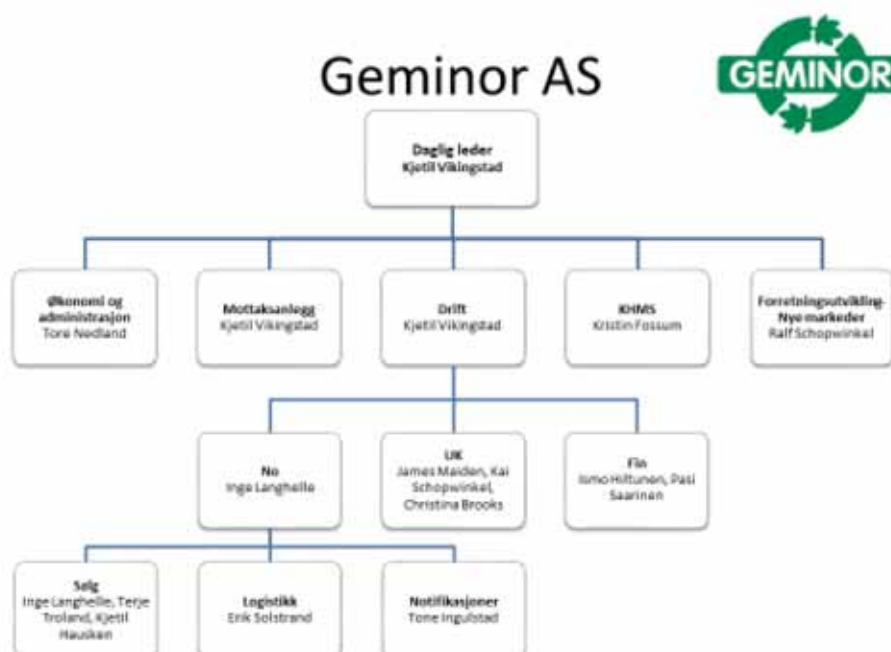 Geminor AS
GEMINOR
Daglig leder
Kjetil Vikingstad
Økonomi og
administrasjon
Tore Nedland
Mottaksanlegg
Kjetil Vikingstad
Drift
Kjetil Vikingstad
KHMS
Kristin Fossum
Forretningsutvikling-
Nye markeder
Ralf Schopwinkel
No
Inge Langhelle
UK
James Maiden, Kai
Schopwinkel,
Christina Brooks
Fin
Ismo Hiltunen, Pasi
Saarinen
Salg
Inge Langhelle, Terje
Troland, Kjetil
Hausken
Logistikk
Erik Solstrand
Notifikasjoner
Tone Ingulstad